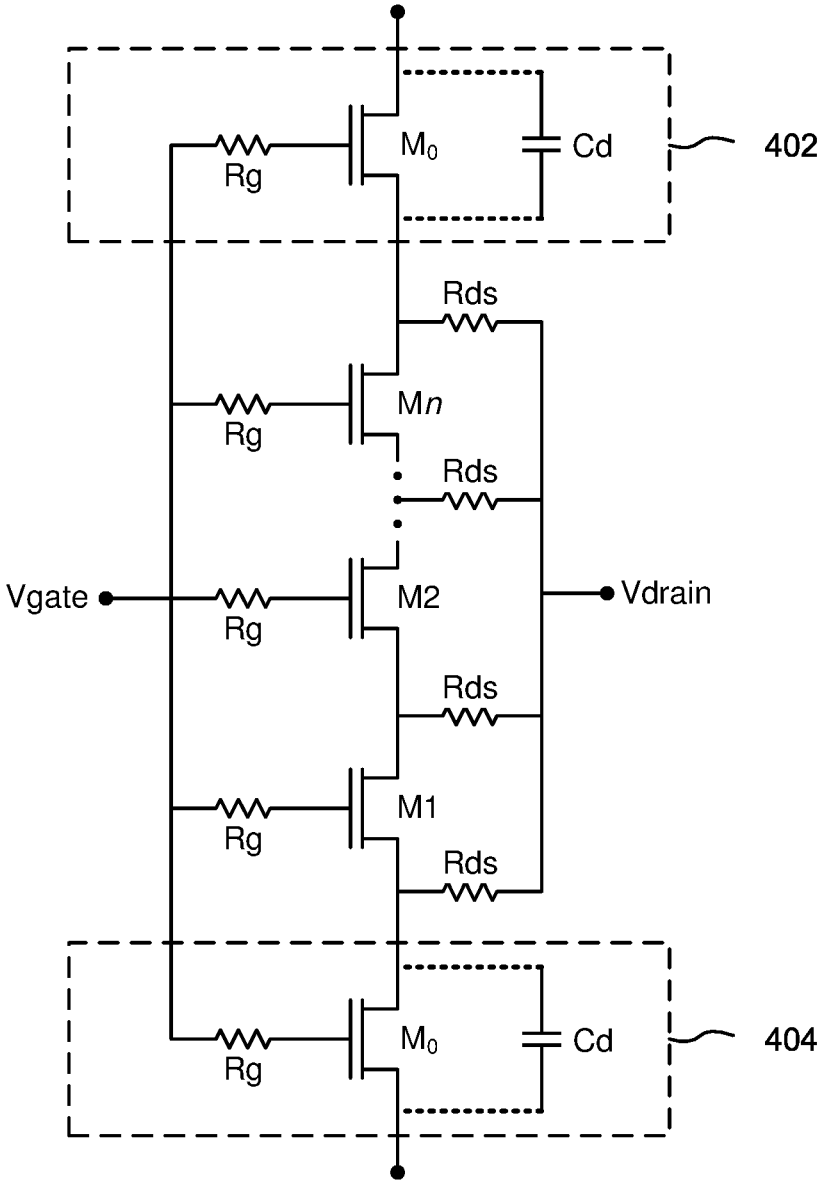 M₀
Cd
402
Rg
Rds
Mn
Rg
Rds
Vgate
M2
Vdrain
Rg
Rds
M1
Rg
Rds
M₀
Cd
404
Rg